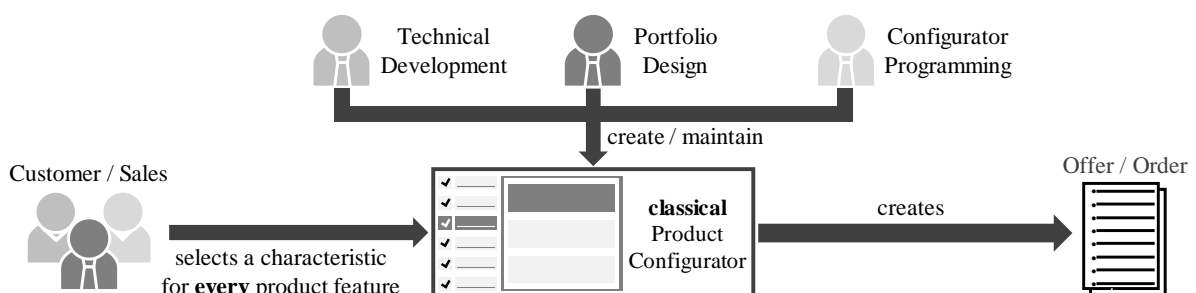 Technical
Development
Portfolio
Design
Configurator
Programming
create / maintain
Customer / Sales
Offer / Order
classical
Product
Configurator
creates
selects a characteristic
for every product feature